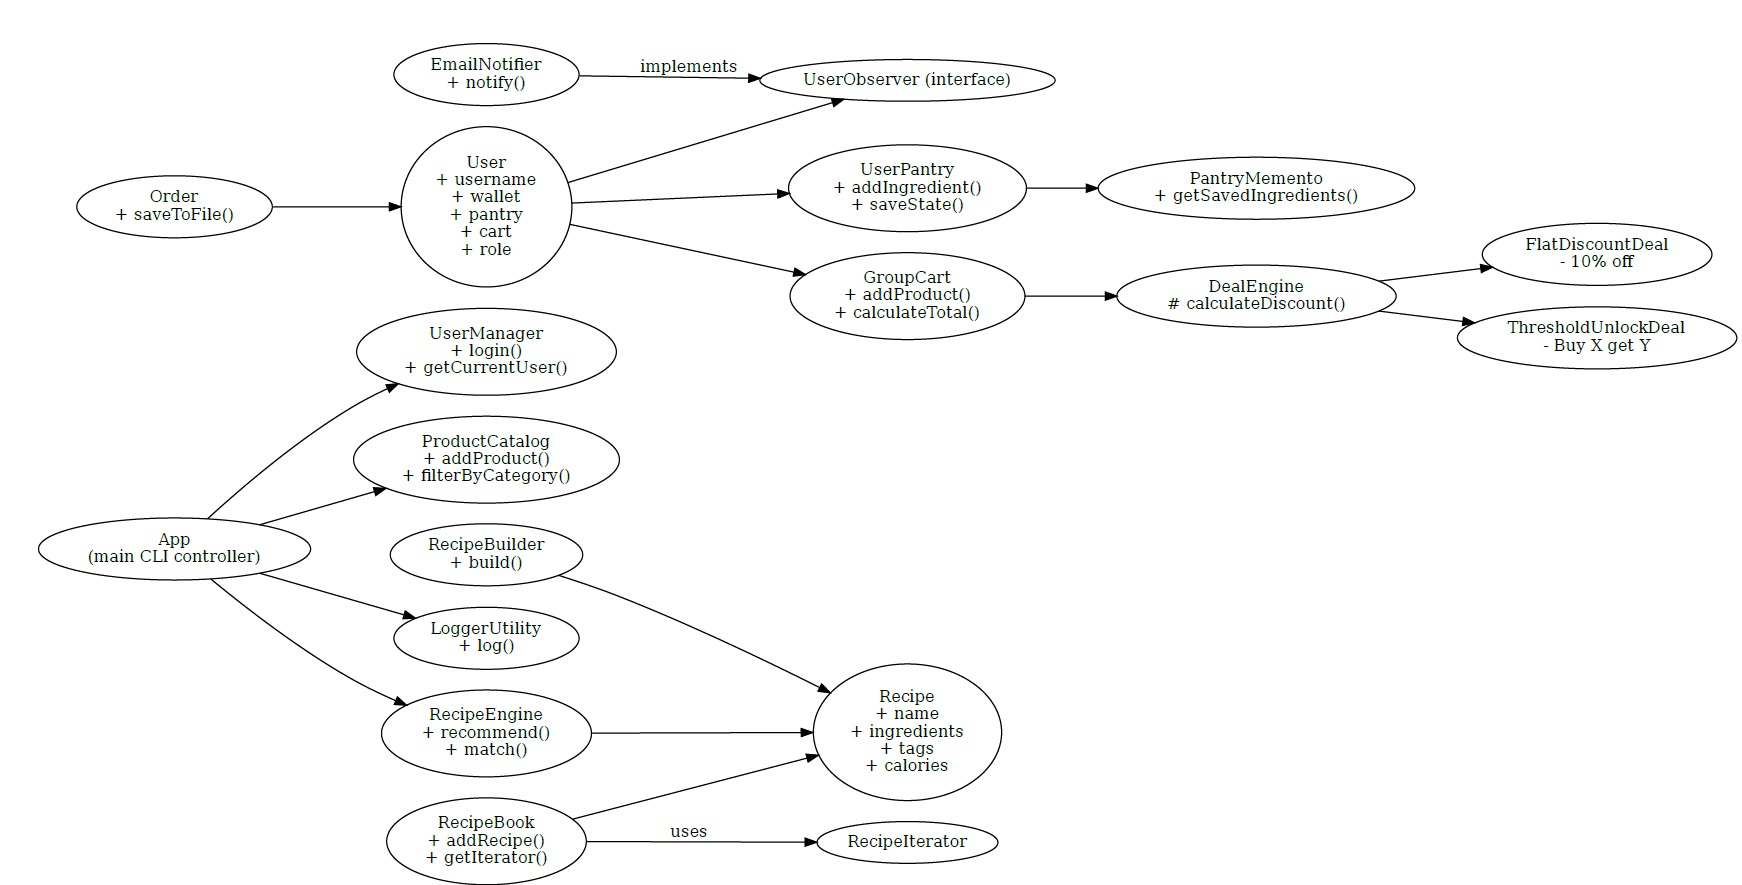 EmailNotifier
+ notify()
implements
UserObserver (interface)
Order
+ saveToFile()
User
+ username
+ wallet
+ pantry
+ cart
+ role
UserPantry
+ addIngredient()
+ saveState()
PantryMemento
+ getSavedIngredients()
GroupCart
+ addProduct()
+ calculateTotal()
DealEngine
# calculateDiscount()
FlatDiscountDeal
- 10% off
ThresholdUnlockDeal
- Buy X get Y
UserManager
+ login()
+ getCurrentUser()
ProductCatalog
+ addProduct()
+ filterByCategory()
App
(main CLI controller)
RecipeBuilder
+ build()
LoggerUtility
+ log()
RecipeEngine
+ recommend()
+ match()
Recipe
+ name
+ ingredients
+ tags
+ calories
RecipeBook
+ addRecipe()
+ getIterator()
uses
RecipeIterator